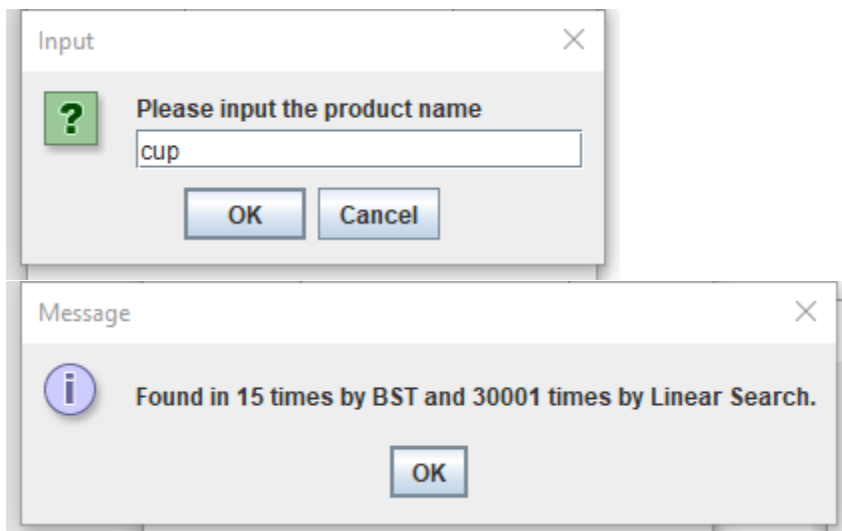 Input
?
Please input the product name
cup
OK Cancel
Message
i
Found in 15 times by BST and 30001 times by Linear Search.
OK